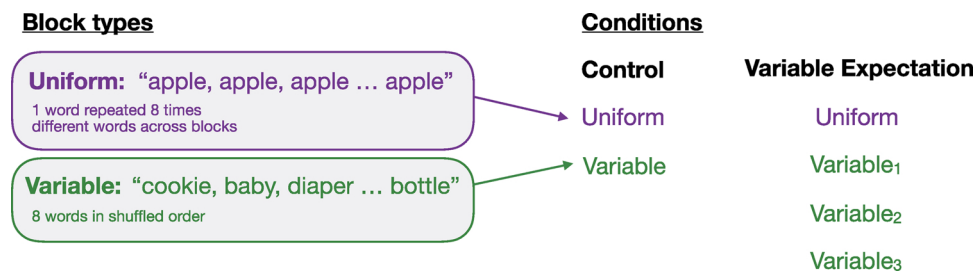 Block types
Uniform: “apple, apple, apple … apple”
1 word repeated 8 times
different words across blocks
Variable: “cookie, baby, diaper … bottle”
8 words in shuffled order
Conditions
Control
Uniform
Variable
Variable Expectation
Uniform
Variable₁
Variable₂
Variable₃